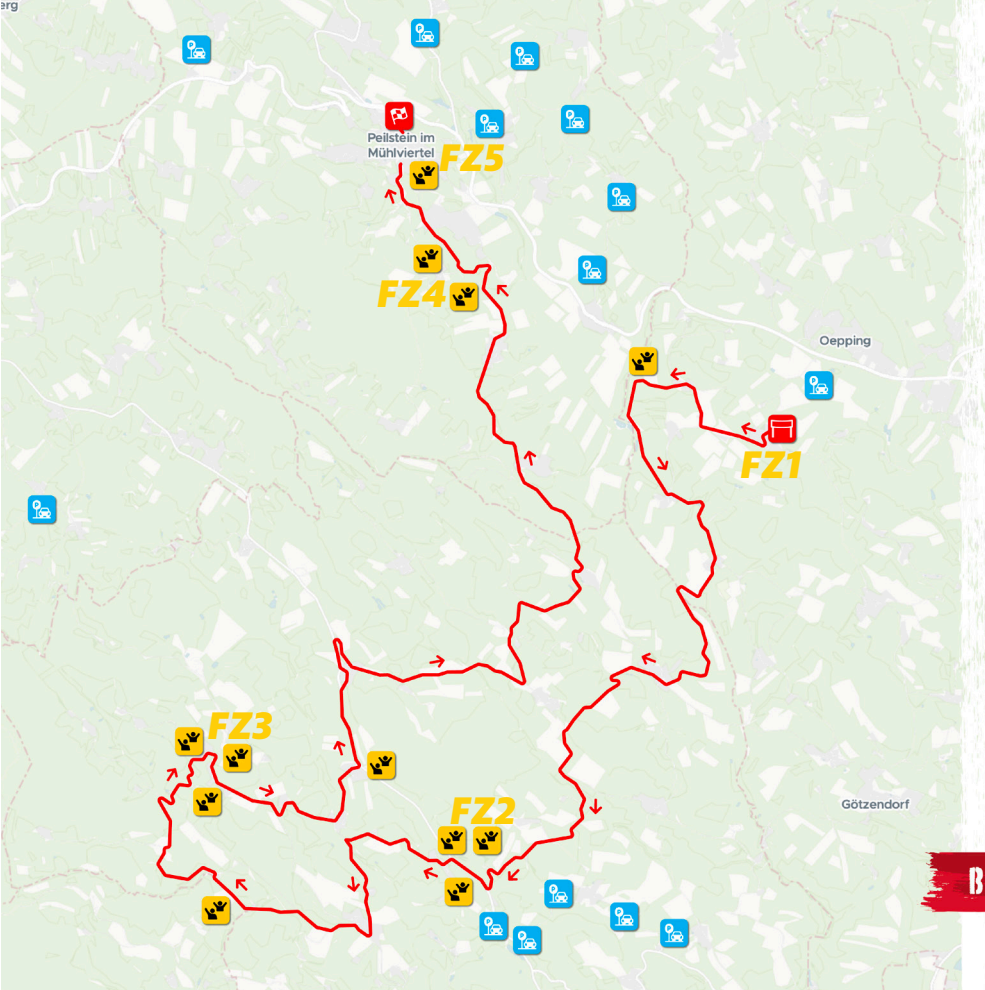 erg
Peilstein im
Mühlviertel
FZ5
FZ4
Oepping
FZ1
FZ3
FZ2
Götzendorf
B